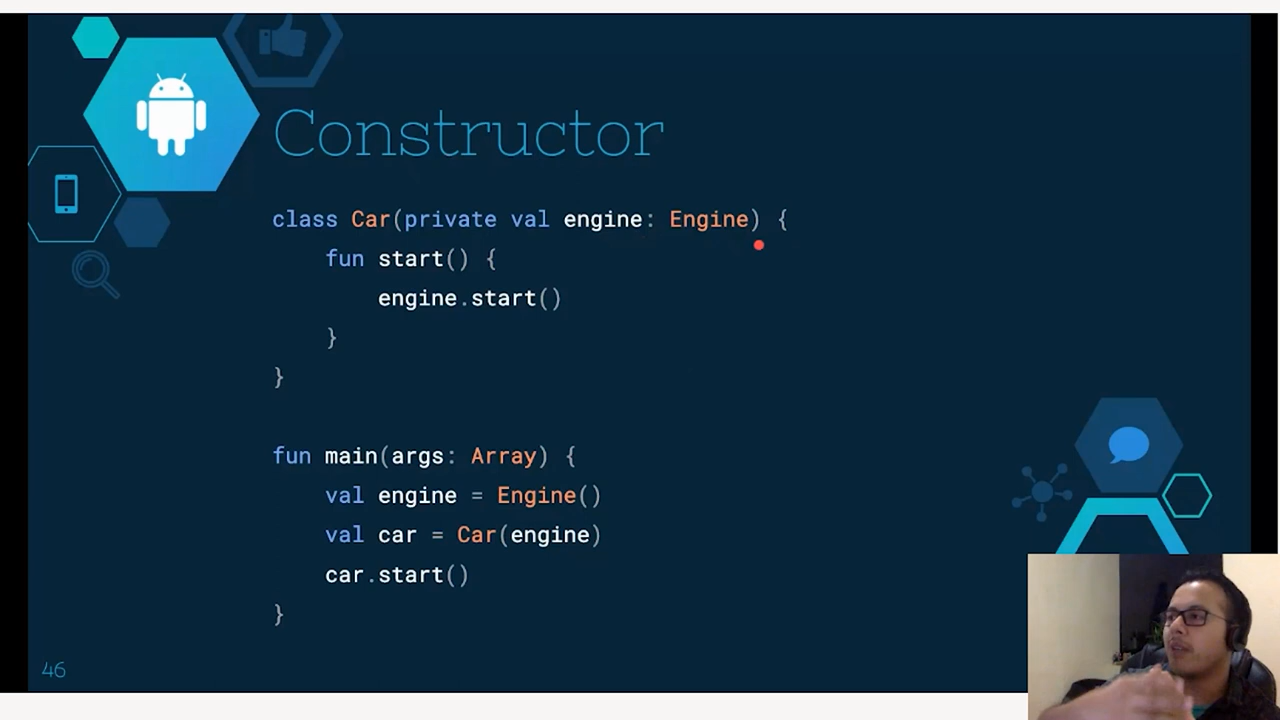 Constructor
class Car(private val engine: Engine) {
    fun start() {
        engine.start()
    }
}
fun main(args: Array) {
    val engine = Engine()
    val car = Car(engine)
    car.start()
}
46